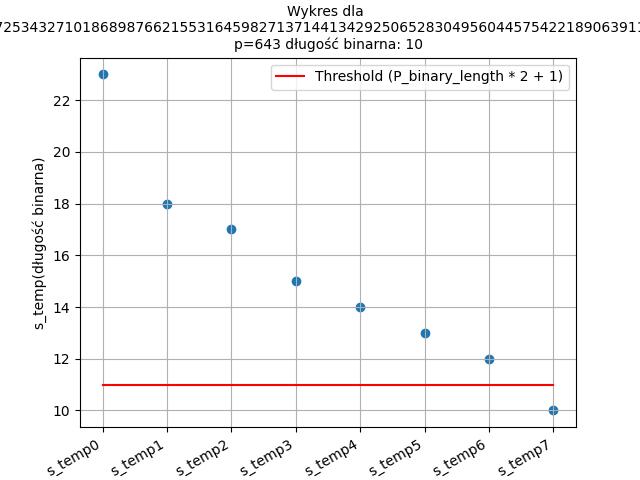 Wykres dla
p=643 długość binarna: 10
Threshold (P_binary_length * 2 + 1)
s_temp(długość binarna)
22
20
18
16
14
12
10
s_temp0
s_temp1
s_temp2
s_temp3
s_temp4
s_temp5
s_temp6
s_temp7